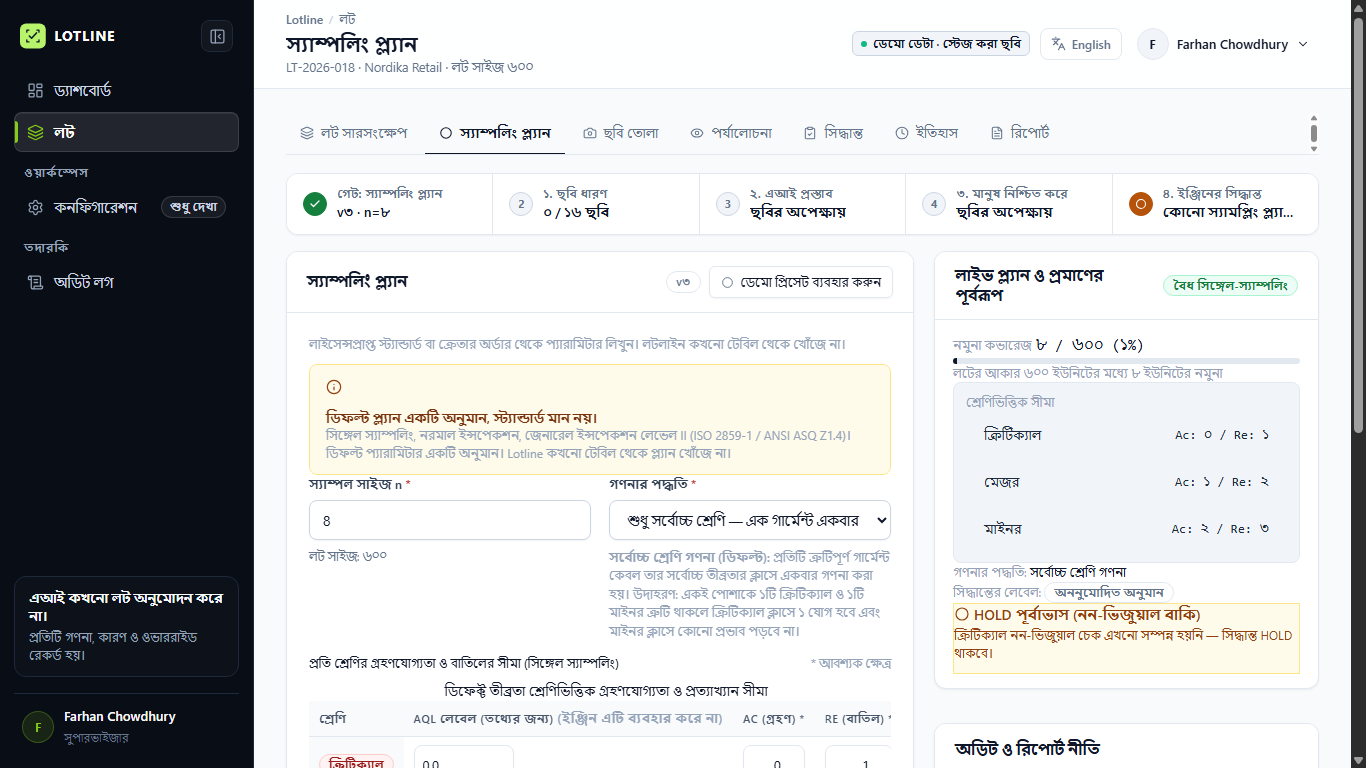 LOTLINE
ড্যাশবোর্ড
লট
ওয়ার্কস্পেস
কনফিগারেশন
শুধু দেখা
তদারকি
অডিট লগ
এআই কখনো লট অনুমোদন করে না।
প্রতিটি গণনা, কারণ ও ওভাররাইড রেকর্ড হয়।
F
Farhan Chowdhury
সুপারভাইজার
Lotline / লট
স্যাম্পলিং প্ল্যান
LT-2026-018 · Nordika Retail · লট সাইজ ৬০০
ডেমো ডেটা · স্টেজ করা ছবি
English
F
Farhan Chowdhury
লট সারসংক্ষেপ
স্যাম্পলিং প্ল্যান
ছবি তোলা
পর্যালোচনা
সিদ্ধান্ত
ইতিহাস
রিপোর্ট
গেট: স্যাম্পলিং প্ল্যান
v৩ · n=৮
2
১. ছবি ধারণ
০ / ১৬ ছবি
3
২. এআই প্রস্তাব
ছবির অপেক্ষায়
4
৩. মানুষ নিশ্চিত করে
ছবির অপেক্ষায়
৪. ইঞ্জিনের সিদ্ধান্ত
কোনো স্যামপ্লিং প্ল্যা...
স্যাম্পলিং প্ল্যান
v৩
ডেমো প্রিসেট ব্যবহার করুন
লাইসেন্সপ্রাপ্ত স্ট্যান্ডার্ড বা ক্রেতার অর্ডার থেকে প্যারামিটার লিখুন। লটলাইন কখনো টেবিল থেকে খোঁজে না।
ডিফল্ট প্ল্যান একটি অনুমান, স্ট্যান্ডার্ড মান নয়।
সিঙ্গেল স্যাম্পলিং, নরমাল ইন্সপেকশন, জেনারেল ইন্সপেকশন লেভেল II (ISO 2859-1 / ANSI ASQ Z1.4)।
ডিফল্ট প্যারামিটার একটি অনুমান। Lotline কখনো টেবিল থেকে প্ল্যান খোঁজে না।
স্যাম্পল সাইজ n *
8
লট সাইজ: ৬০০
গণনার পদ্ধতি *
শুধু সর্বোচ্চ শ্রেণি — এক গার্মেন্ট একবার
সর্বোচ্চ শ্রেণি গণনা (ডিফল্ট): প্রতিটি ত্রুটিপূর্ণ গার্মেন্ট
কেবল তার সর্বোচ্চ তীব্রতার ক্লাসে একবার গণনা করা
হয়। উদাহরণ: একই পোশাকে ১টি ক্রিটিক্যাল ও ১টি
মাইনর ত্রুটি থাকলে ক্রিটিক্যাল ক্লাসে ১ যোগ হবে এবং
মাইনর ক্লাসে কোনো প্রভাব পড়বে না।
প্রতি শ্রেণির গ্রহণযোগ্যতা ও বাতিলের সীমা (সিঙ্গেল স্যাম্পলিং)
* আবশ্যক ক্ষেত্র
ডিফেক্ট তীব্রতা শ্রেণিভিত্তিক গ্রহণযোগ্যতা ও প্রত্যাখ্যান সীমা
শ্রেণি
AQL লেবেল (তথ্যের জন্য) (ইঞ্জিন এটি ব্যবহার করে না)
AC (গ্রহণ) *
RE (বাতিল) *
ক্রিটিক্যাল
0.0
0
1
লাইভ প্ল্যান ও প্রমাণের পূর্বরূপ
বৈধ সিঙ্গেল-স্যাম্পলিং
নমুনা কভারেজ ৮ / ৬০০ (১%)
লটের আকার ৬০০ ইউনিটের মধ্যে ৮ ইউনিটের নমুনা
শ্রেণিভিত্তিক সীমা
ক্রিটিক্যাল
Ac: ০ / Re: ১
মেজর
Ac: ১ / Re: ২
মাইনর
Ac: ২ / Re: ৩
গণনার পদ্ধতি: সর্বোচ্চ শ্রেণি গণনা
সিদ্ধান্তের লেবেল: অননুমোদিত অনুমান
HOLD পূর্বাভাস (নন-ভিজুয়াল বাকি)
ক্রিটিক্যাল নন-ভিজুয়াল চেক এখনো সম্পন্ন হয়নি — সিদ্ধান্ত HOLD
থাকবে।
অডিট ও রিপোর্ট নীতি